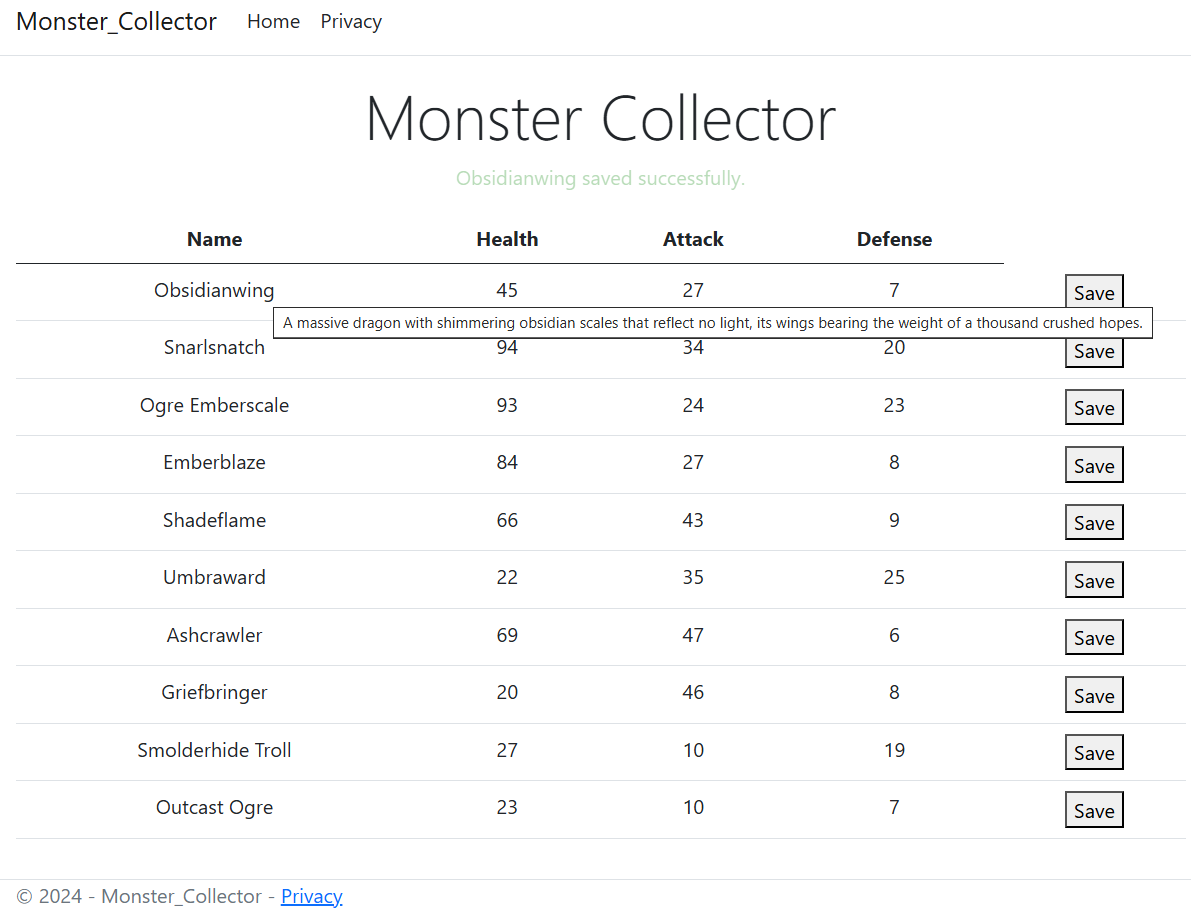 Monster_Collector Home Privacy
Monster Collector
Obsidianwing saved successfully.
Name Health Attack Defense
Obsidianwing 45 27 7 Save
A massive dragon with shimmering obsidian scales that reflect no light, its wings bearing the weight of a thousand crushed hopes.
Snarlsnatch 94 34 20 Save
Ogre Emberscale 93 24 23 Save
Emberblaze 84 27 8 Save
Shadeflame 66 43 9 Save
Umbraward 22 35 25 Save
Ashcrawler 69 47 6 Save
Griefbringer 20 46 8 Save
Smolderhide Troll 27 10 19 Save
Outcast Ogre 23 10 7 Save
© 2024 - Monster_Collector - Privacy